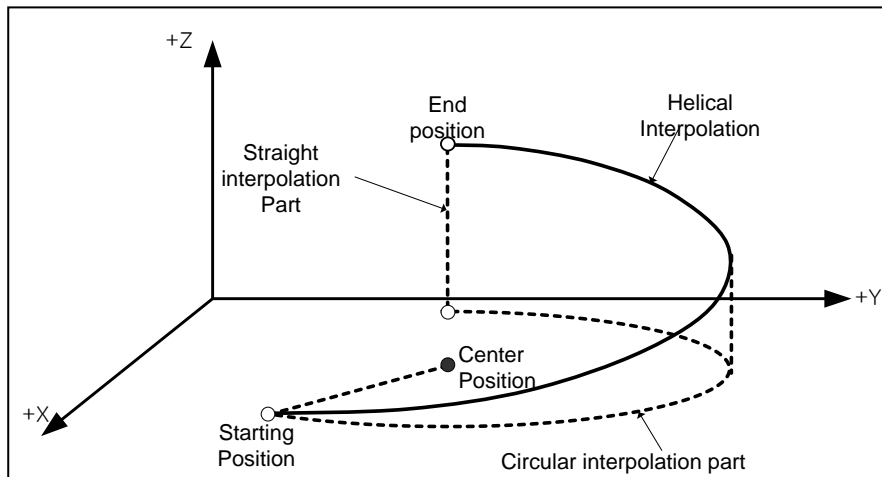 +Z
End
position
Helical
Interpolation
Straight
interpolation
Part
+Y
Center
Position
+X
Starting
Position
Circular interpolation part